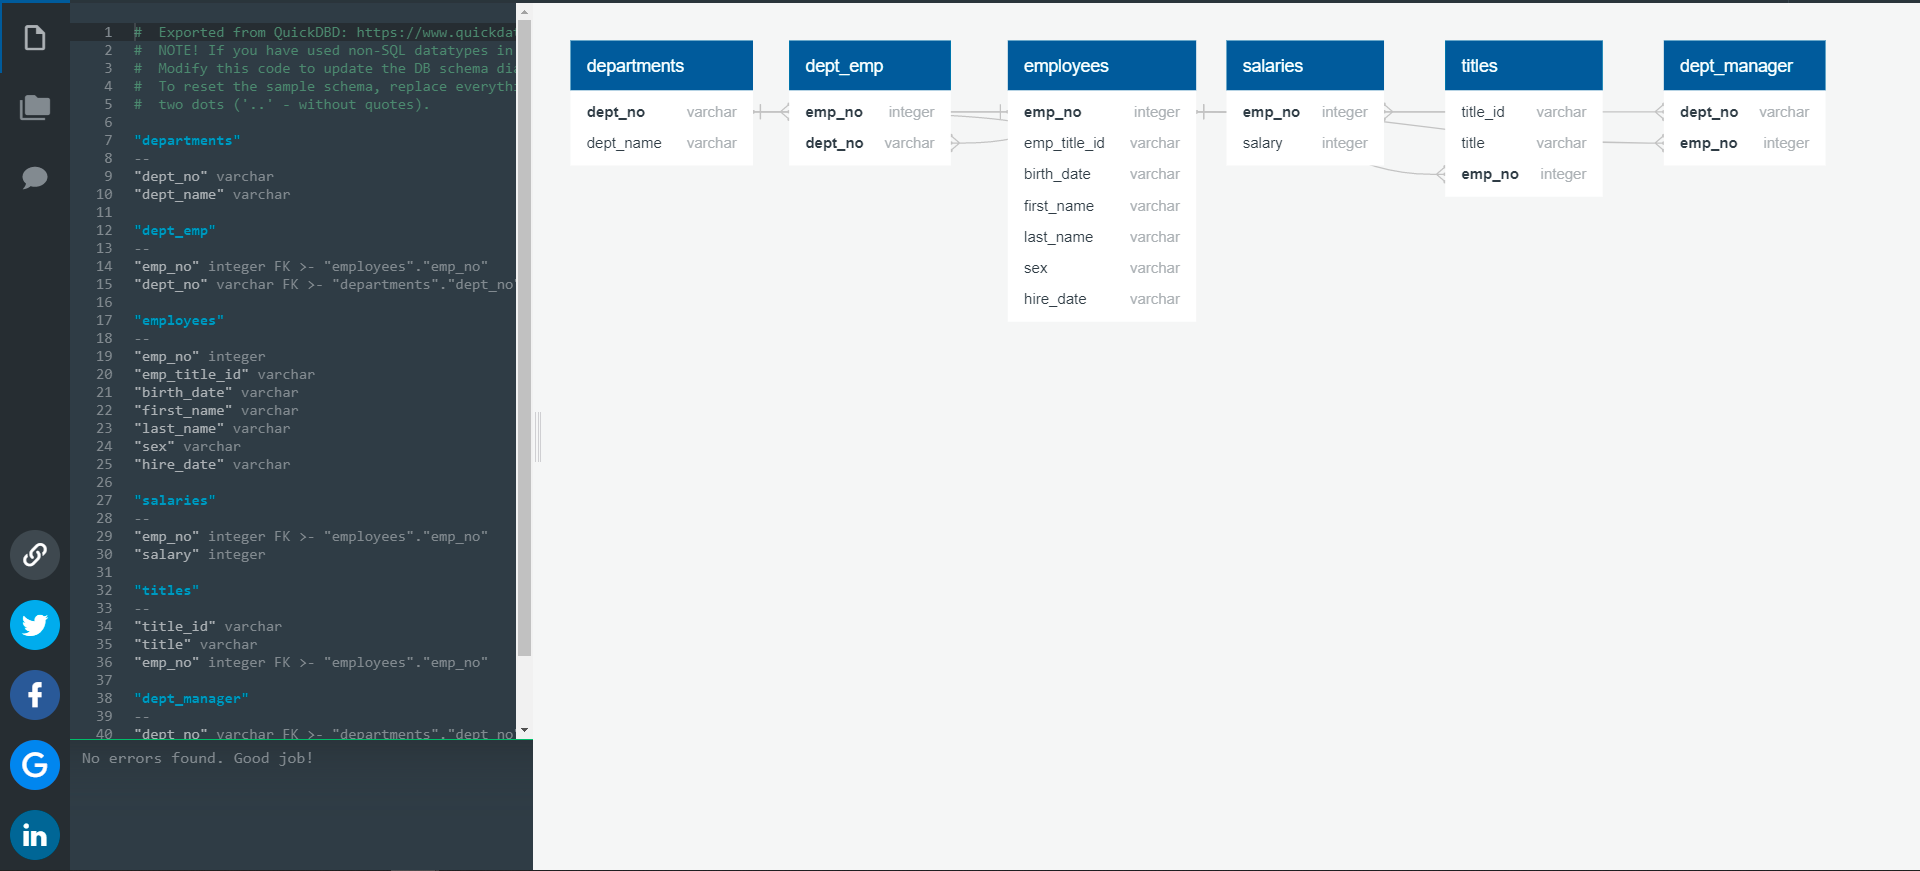 1 #  Exported from QuickDBD: https://www.quickdat
2 #  NOTE! If you have used non-SQL datatypes in
3 #  Modify this code to update the DB schema dia
4 #  To reset the sample schema, replace everythi
5 #  two dots ('..' - without quotes).
6
7 "departments"
8 --
9 "dept_no" varchar
10 "dept_name" varchar
11
12 "dept_emp"
13 --
14 "emp_no" integer FK >- "employees"."emp_no"
15 "dept_no" varchar FK >- "departments"."dept_no"
16
17 "employees"
18 --
19 "emp_no" integer
20 "emp_title_id" varchar
21 "birth_date" varchar
22 "first_name" varchar
23 "last_name" varchar
24 "sex" varchar
25 "hire_date" varchar
26
27 "salaries"
28 --
29 "emp_no" integer FK >- "employees"."emp_no"
30 "salary" integer
31
32 "titles"
33 --
34 "title_id" varchar
35 "title" varchar
36 "emp_no" integer FK >- "employees"."emp_no"
37
38 "dept_manager"
39 --
40 "dept_no" varchar FK >- "departments"."dept_no"
No errors found. Good job!
departments
dept_no varchar
dept_name varchar
dept_emp
emp_no integer
dept_no varchar
employees
emp_no integer
emp_title_id varchar
birth_date varchar
first_name varchar
last_name varchar
sex varchar
hire_date varchar
salaries
emp_no integer
salary integer
titles
title_id varchar
title varchar
emp_no integer
dept_manager
dept_no varchar
emp_no integer
f
G
in